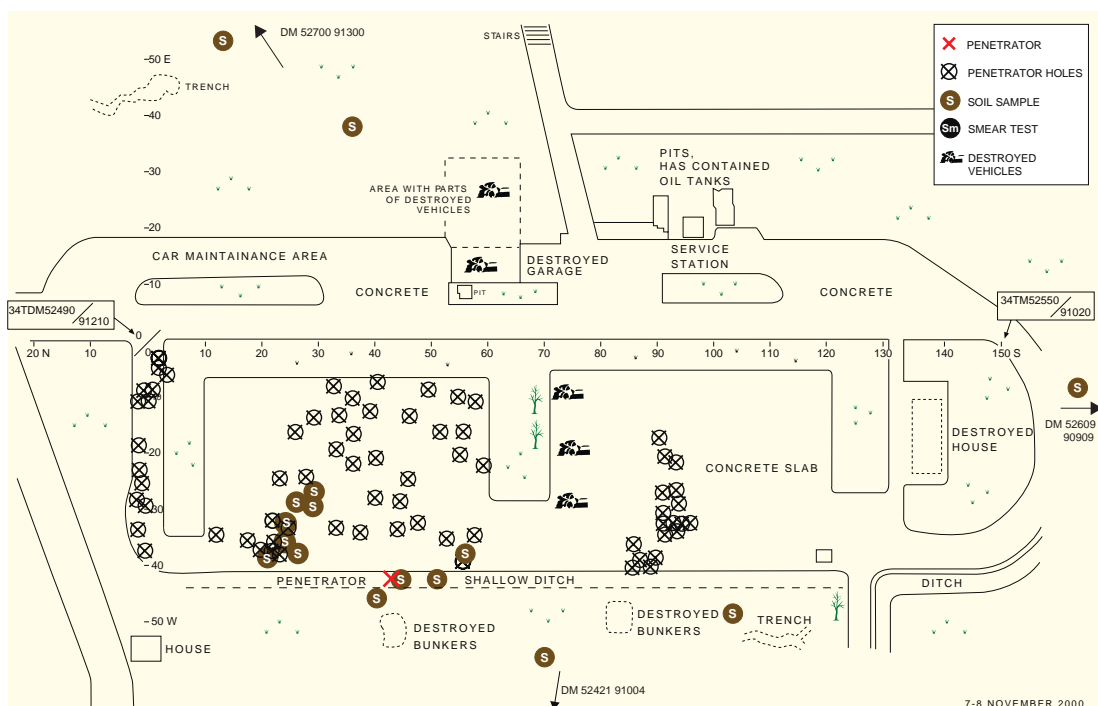 DM 52700 91300
STAIRS
S
50 E
TRENCH
40
S
30
20
PENETRATOR
PENETRATOR HOLES
S SOIL SAMPLE
Sm SMEAR TEST
DESTROYED
VEHICLES
PITS,
HAS CONTAINED
OIL TANKS
AREA WITH PARTS
OF DESTROYED
VEHICLES
CAR MAINTAINANCE AREA
DESTROYED
GARAGE
SERVICE
STATION
10
CONCRETE
PIT
CONCRETE
34TDM52490
91210
34TM52550
91020
0
20 N 10 0 10 20 30 40 50 60 70 80 90 100 110 120 130 140 150 S
S
DM 52609
90909
20
30
40
DESTROYED
HOUSE
CONCRETE SLAB
S
S
S
S
S
S
S
S
S
PENETRATOR
S
S
SHALLOW DITCH
DITCH
S
50 W
HOUSE
DESTROYED
BUNKERS
DESTROYED
BUNKERS
S
TRENCH
S
DM 52421 91004
7-8 NOVEMBER 2000